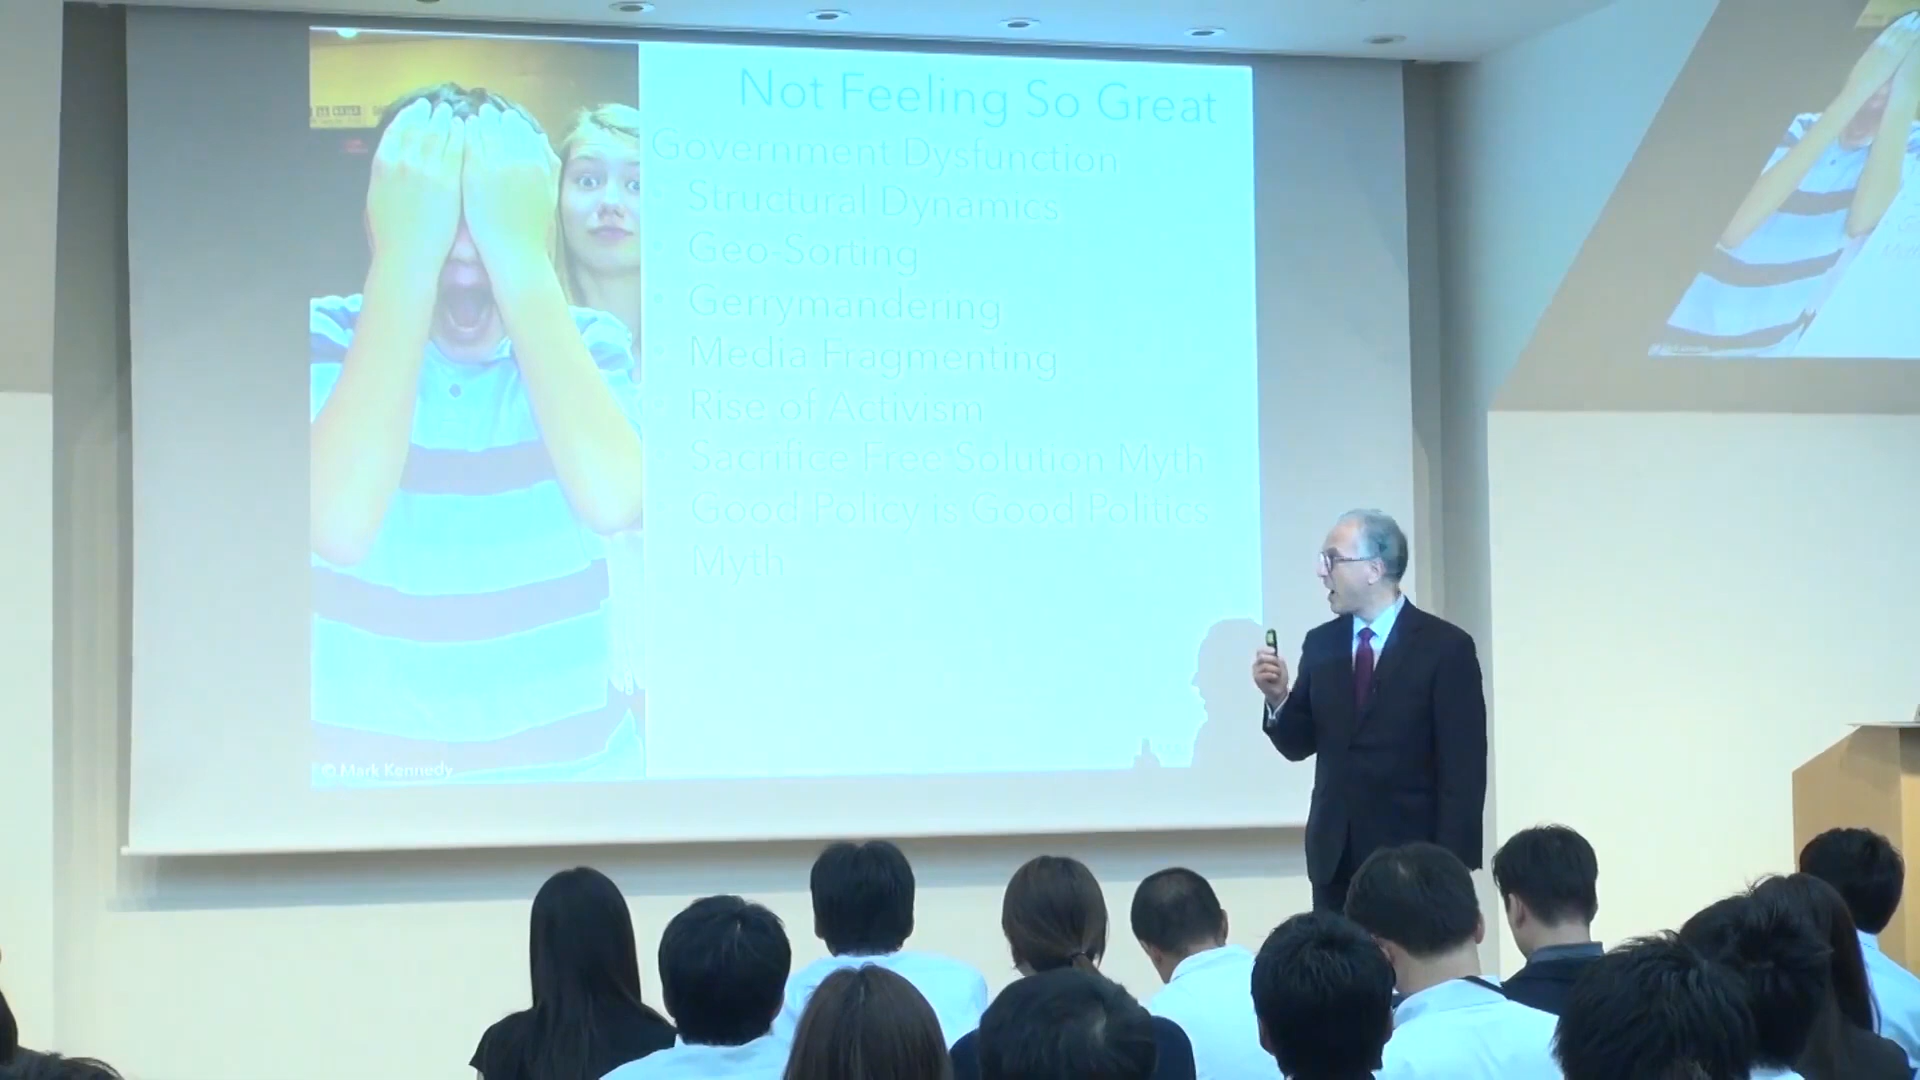 Not Feeling So Great
Government Dysfunction
• Structural Dynamics
• Geo-Sorting
• Gerrymandering
• Media Fragmenting
• Rise of Activism
• Sacrifice Free Solution Myth
• Good Policy is Good Politics
Myth
© Mark Kennedy